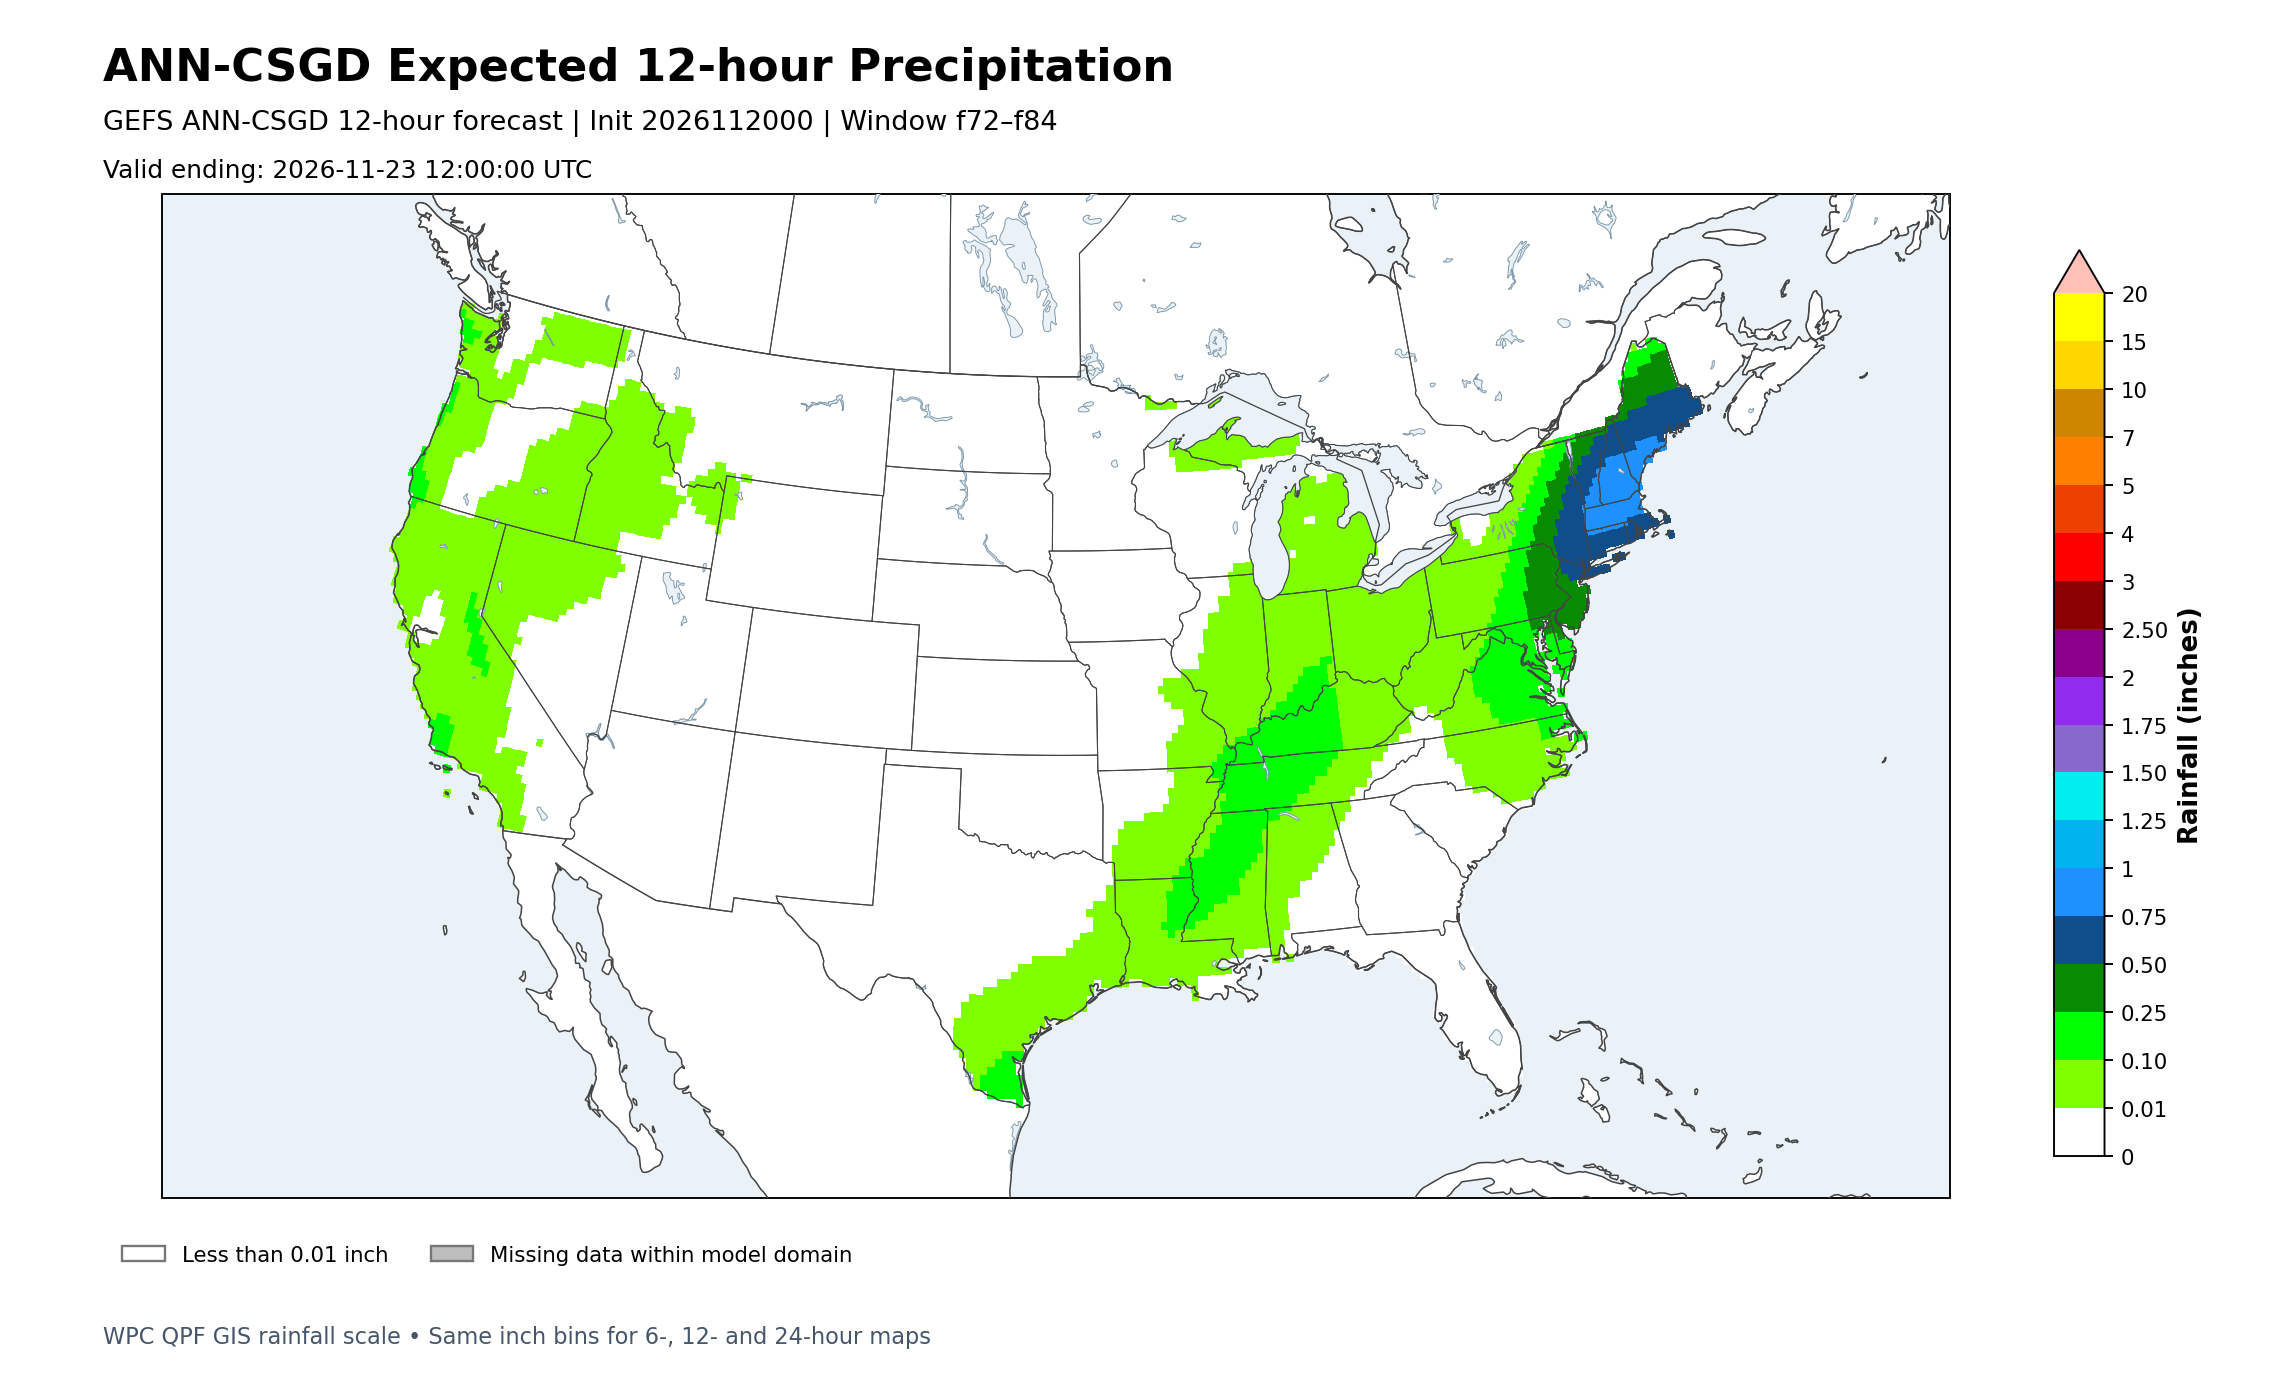 ANN-CSGD Expected 12-hour Precipitation
GEFS ANN-CSGD 12-hour forecast | Init 2026112000 | Window f72–f84
Valid ending: 2026-11-23 12:00:00 UTC
20
15
10
7
5
4
3
2.50
2
1.75
1.50
1.25
1
0.75
0.50
0.25
0.10
0.01
0
Rainfall (inches)
Less than 0.01 inch
Missing data within model domain
WPC QPF GIS rainfall scale • Same inch bins for 6-, 12- and 24-hour maps